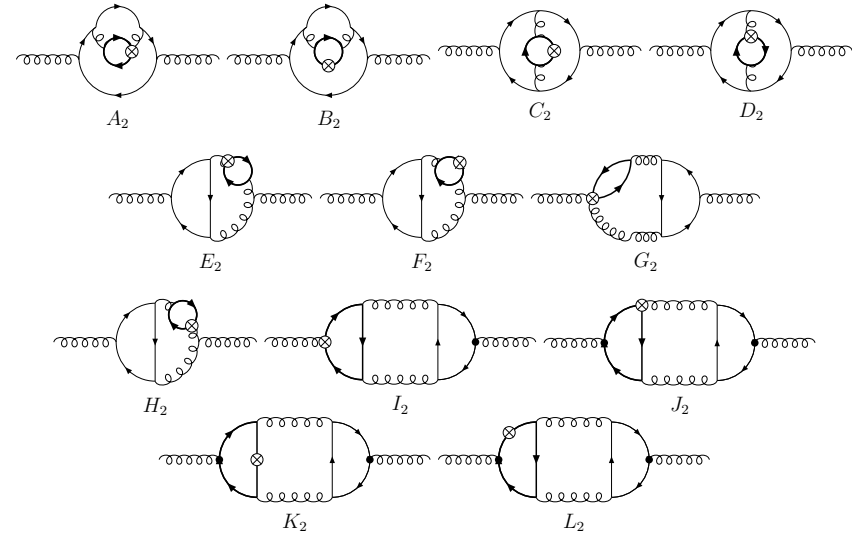 A₂ B₂ C₂ D₂
E₂ F₂ G₂
H₂ I₂ J₂
K₂ L₂